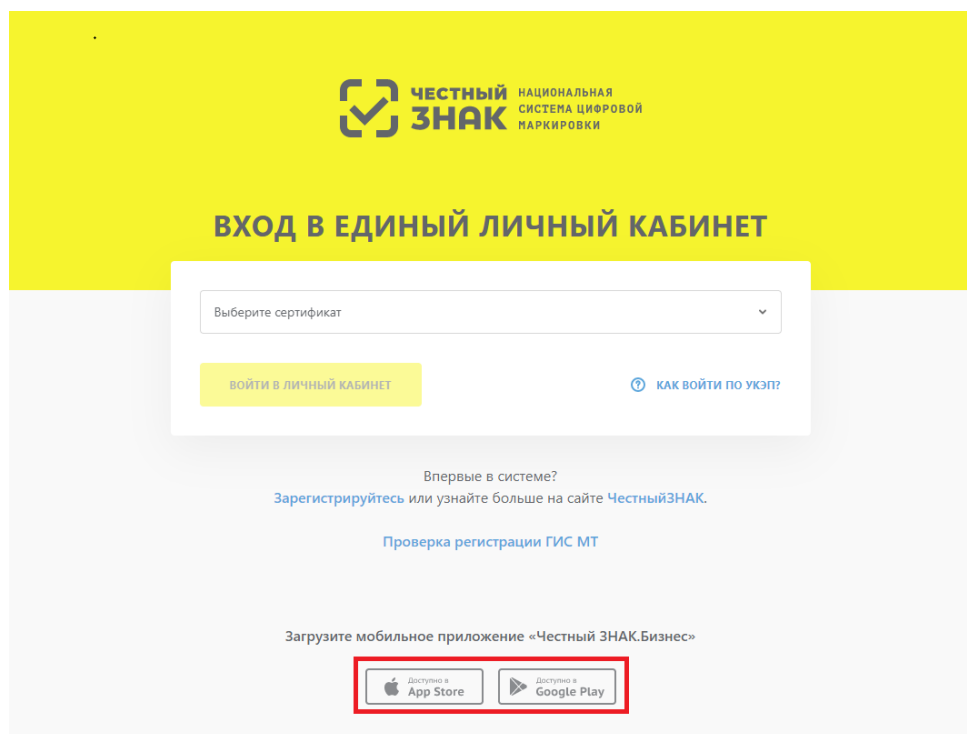 ЧЕСТНЫЙ
ЗНАК
НАЦИОНАЛЬНАЯ
СИСТЕМА ЦИФРОВОЙ
МАРКИРОВКИ
ВХОД В ЕДИНЫЙ ЛИЧНЫЙ КАБИНЕТ
Выберите сертификат
ВОЙТИ В ЛИЧНЫЙ КАБИНЕТ
? КАК ВОЙТИ ПО УКЭП?
Впервые в системе?
Зарегистрируйтесь или узнайте больше на сайте ЧестныйЗНАК.
Проверка регистрации ГИС МТ
Загрузите мобильное приложение «Честный ЗНАК.Бизнес»
Доступно в
App Store
Доступно в
Google Play